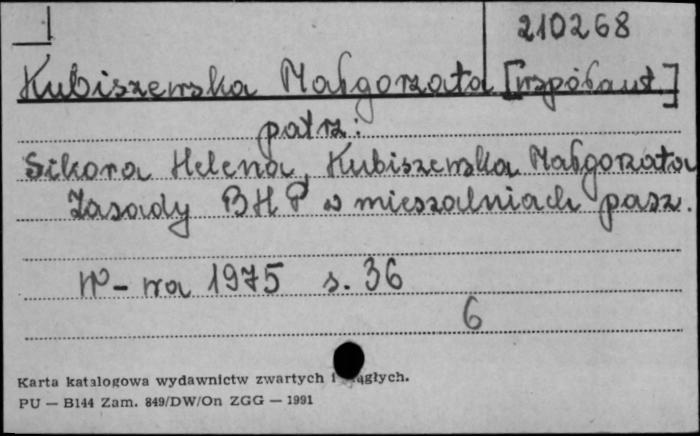 210268
Kubiszewska Małgorzata [współaut.]
patrz:
Sikora Helena, Kubiszewska Małgorzata
Zasady BHP w mieszalniach pasz.
W-wa 1975 s. 36
6
Karta katalogowa wydawnictw zwartych i ciągłych.
PU — B144 Zam. 849/DW/On ZGG — 1991